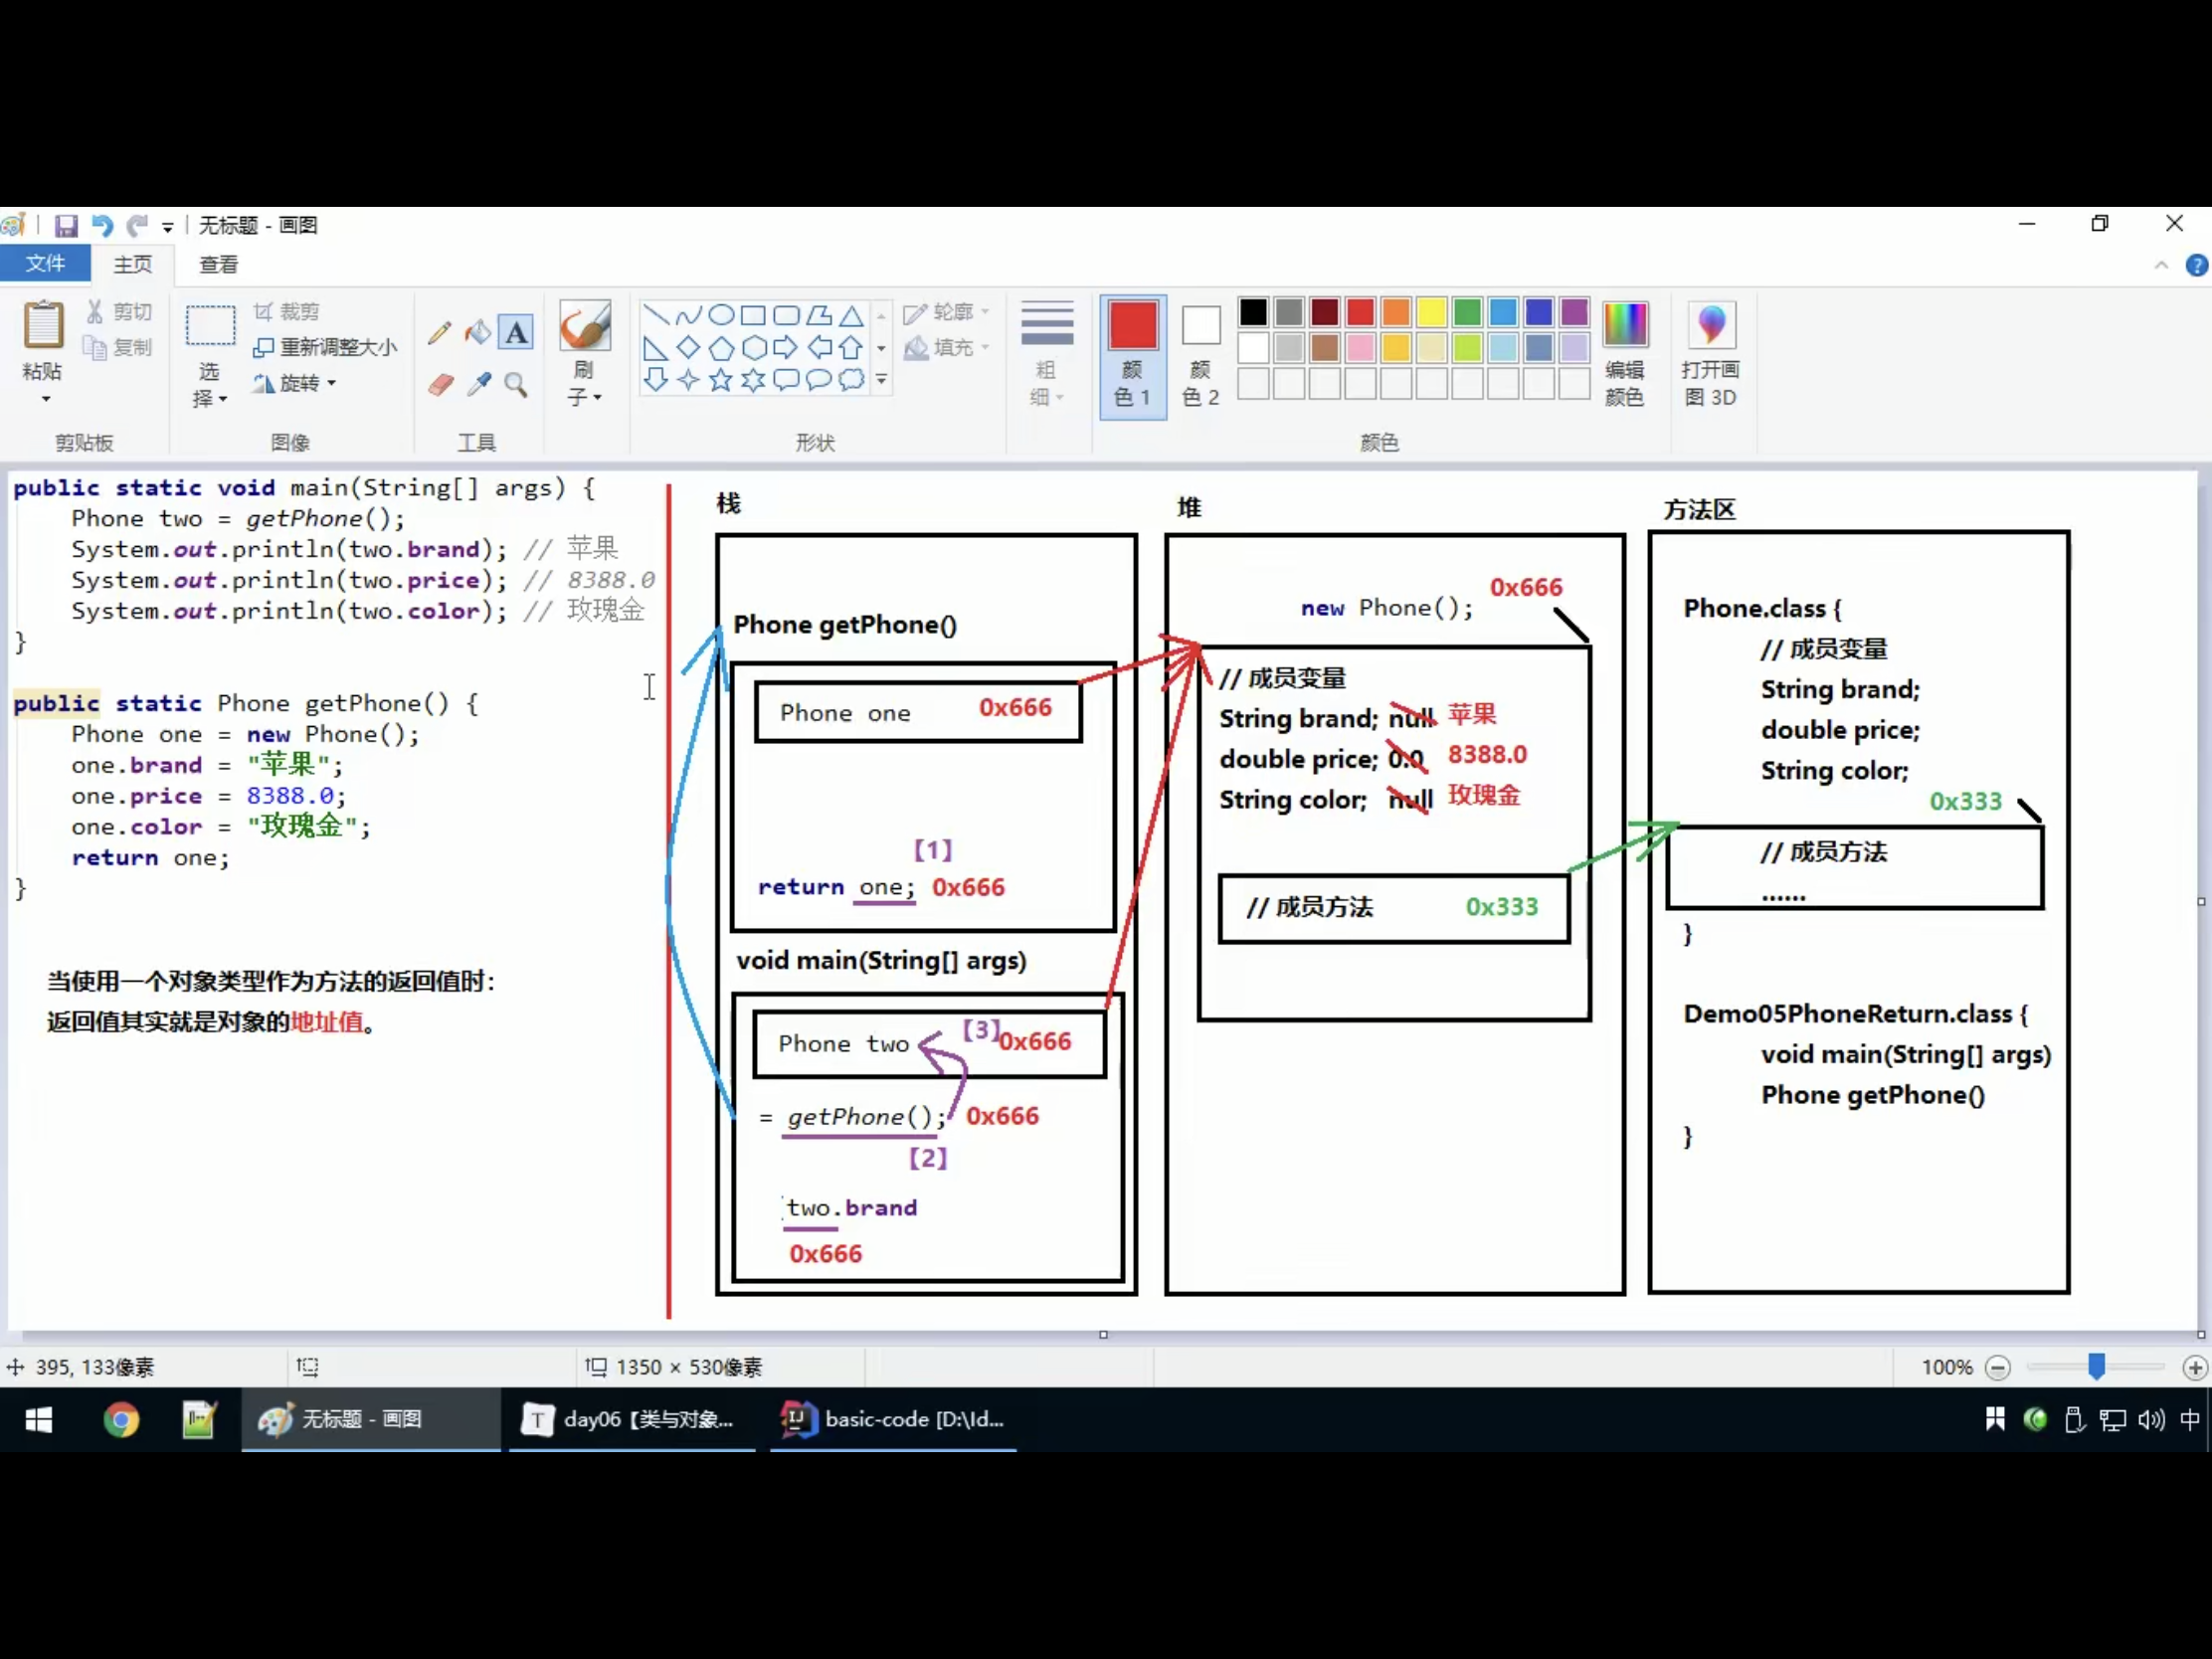 无标题 - 画图
文件 主页 查看
粘贴 剪切 复制 选择 裁剪 重新调整大小 旋转 A 刷子 轮廓 填充 粗细 颜色 1 颜色 2 编辑颜色 打开画图 3D
剪贴板 图像 工具 形状 颜色
public static void main(String[] args) {
Phone two = getPhone();
System.out.println(two.brand); // 苹果
System.out.println(two.price); // 8388.0
System.out.println(two.color); // 玫瑰金
}
public static Phone getPhone() {
Phone one = new Phone();
one.brand = "苹果";
one.price = 8388.0;
one.color = "玫瑰金";
return one;
}
当使用一个对象类型作为方法的返回值时：
返回值其实就是对象的地址值。
栈
Phone getPhone()
Phone one 0x666
【1】
return one; 0x666
void main(String[] args)
Phone two 【3】 0x666
= getPhone(); 0x666
【2】
two.brand
0x666
堆
0x666
new Phone();
// 成员变量
String brand; null 苹果
double price; 0.0 8388.0
String color; null 玫瑰金
// 成员方法 0x333
方法区
Phone.class {
// 成员变量
String brand;
double price;
String color;
0x333
// 成员方法
......
}
Demo05PhoneReturn.class {
void main(String[] args)
Phone getPhone()
}
395, 133像素 1350 × 530像素 100%
无标题 - 画图 T day06【类与对象... IJ basic-code [D:\Id... 中